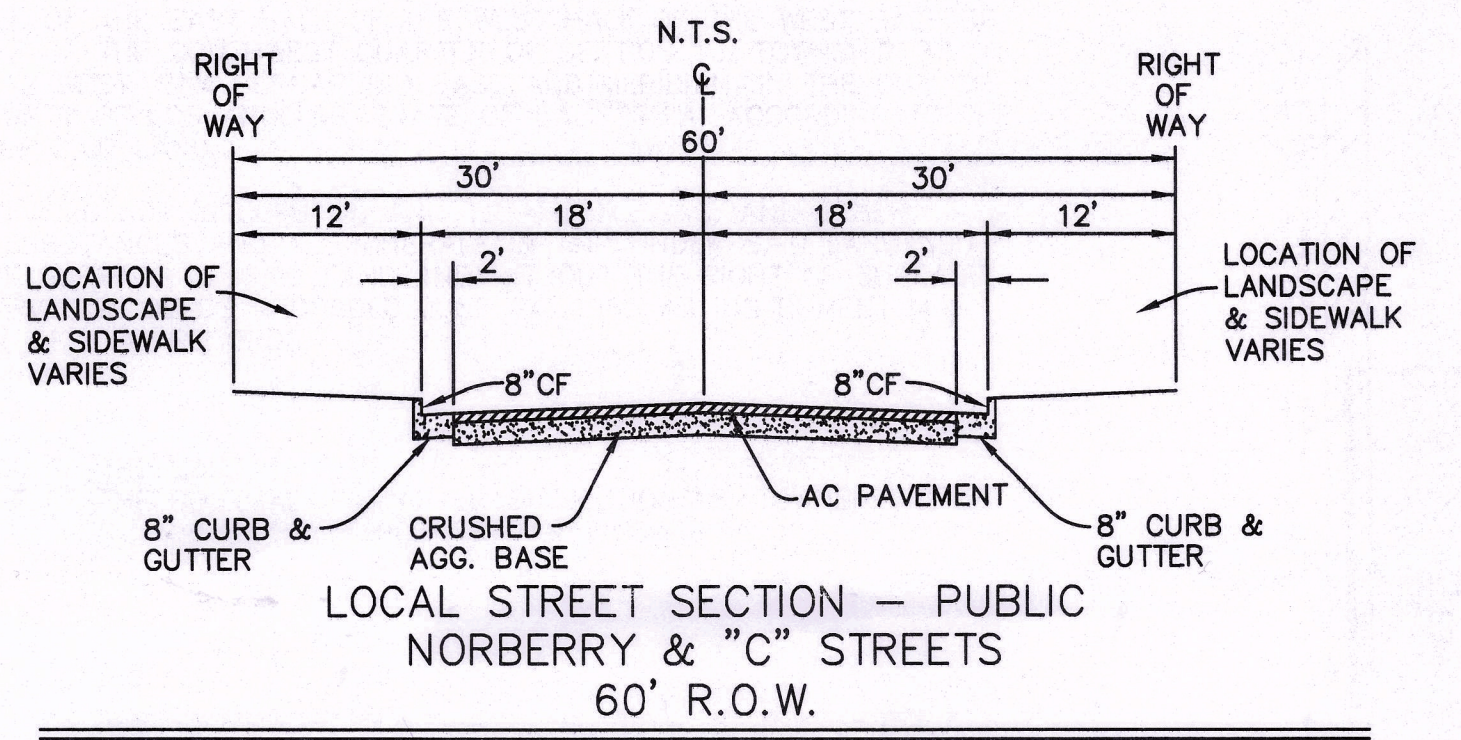 N.T.S.
℄
RIGHT
OF
WAY
RIGHT
OF
WAY
60'
30'
30'
12'
18'
18'
12'
2'
2'
LOCATION OF
LANDSCAPE
& SIDEWALK
VARIES
LOCATION OF
LANDSCAPE
& SIDEWALK
VARIES
8"CF
8"CF
AC PAVEMENT
8" CURB &
GUTTER
CRUSHED
AGG. BASE
8" CURB &
GUTTER
LOCAL STREET SECTION – PUBLIC
NORBERRY & "C" STREETS
60' R.O.W.